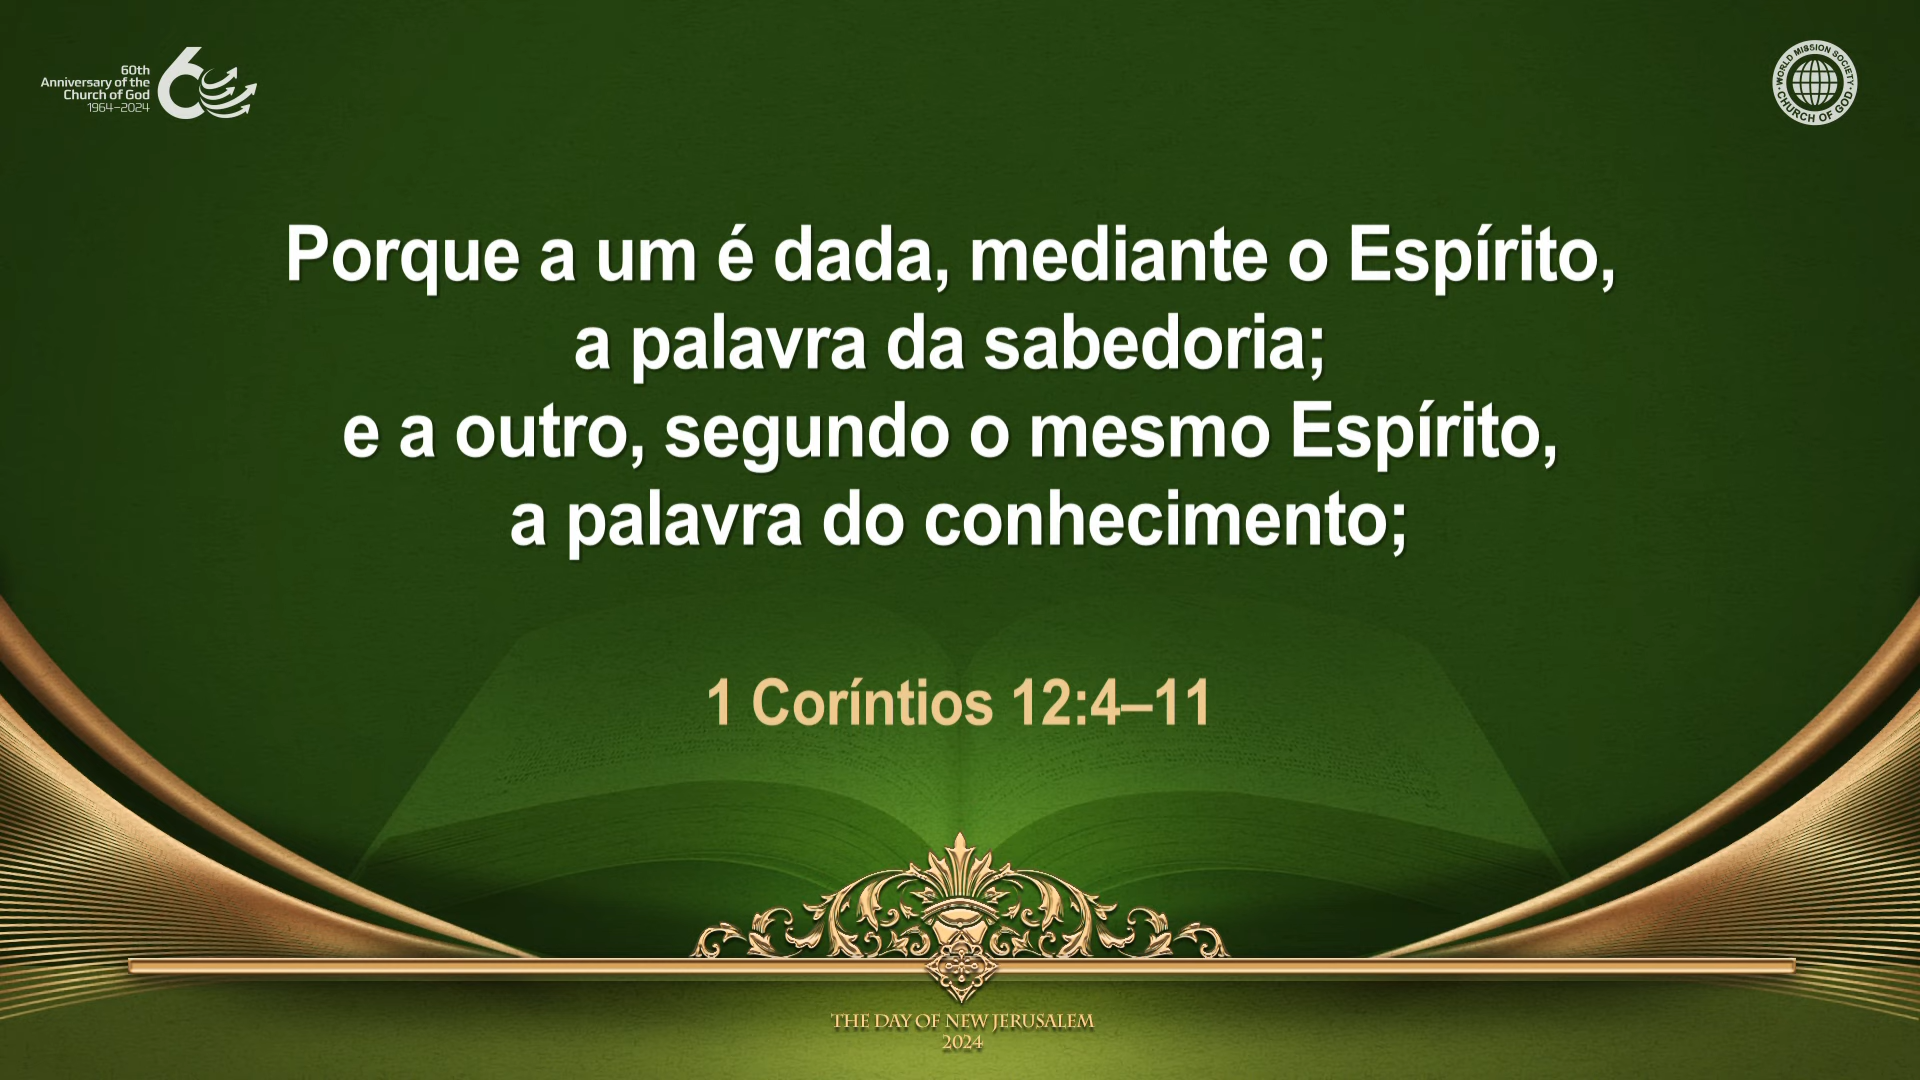 60th
Anniversary of the
Church of God
1964–2024
WORLD MISSION SOCIETY
CHURCH OF GOD
Porque a um é dada, mediante o Espírito,
a palavra da sabedoria;
e a outro, segundo o mesmo Espírito,
a palavra do conhecimento;
1 Coríntios 12:4–11
THE DAY OF NEW JERUSALEM
2024